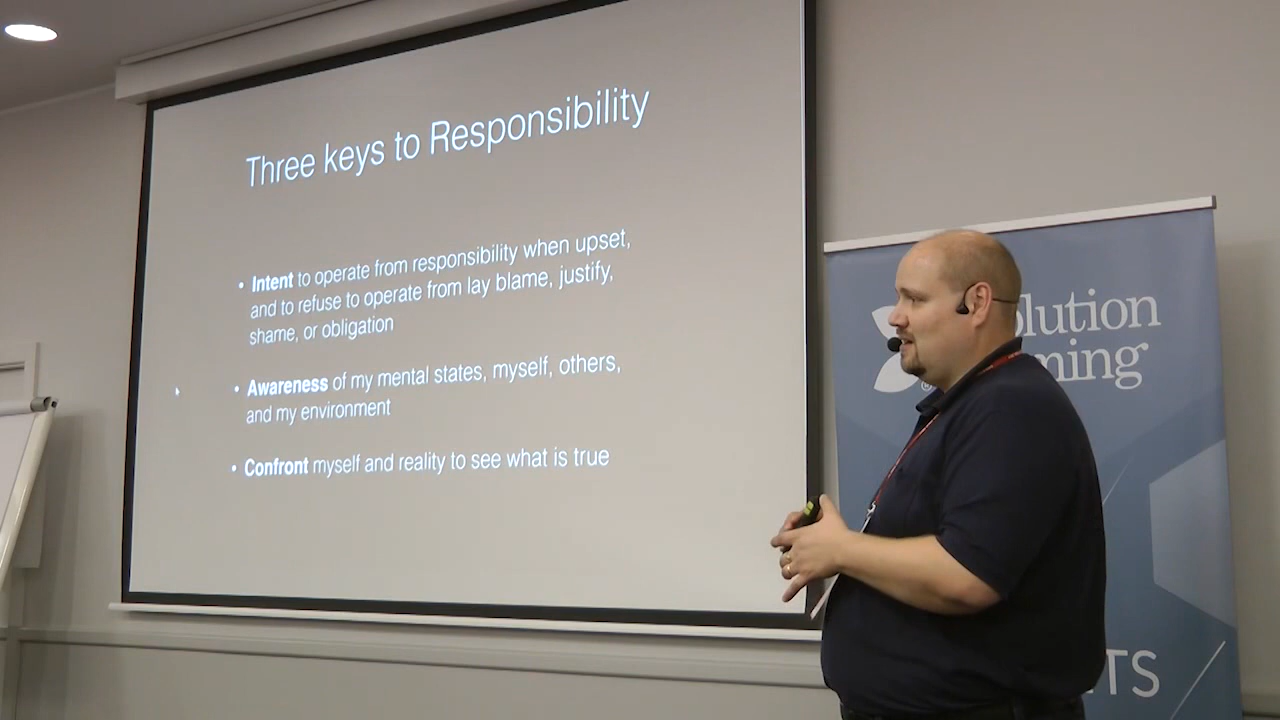 Three keys to Responsibility
• Intent to operate from responsibility when upset,
and to refuse to operate from lay blame, justify,
shame, or obligation
• Awareness of my mental states, myself, others,
and my environment
• Confront myself and reality to see what is true
olution
ming
®
TS